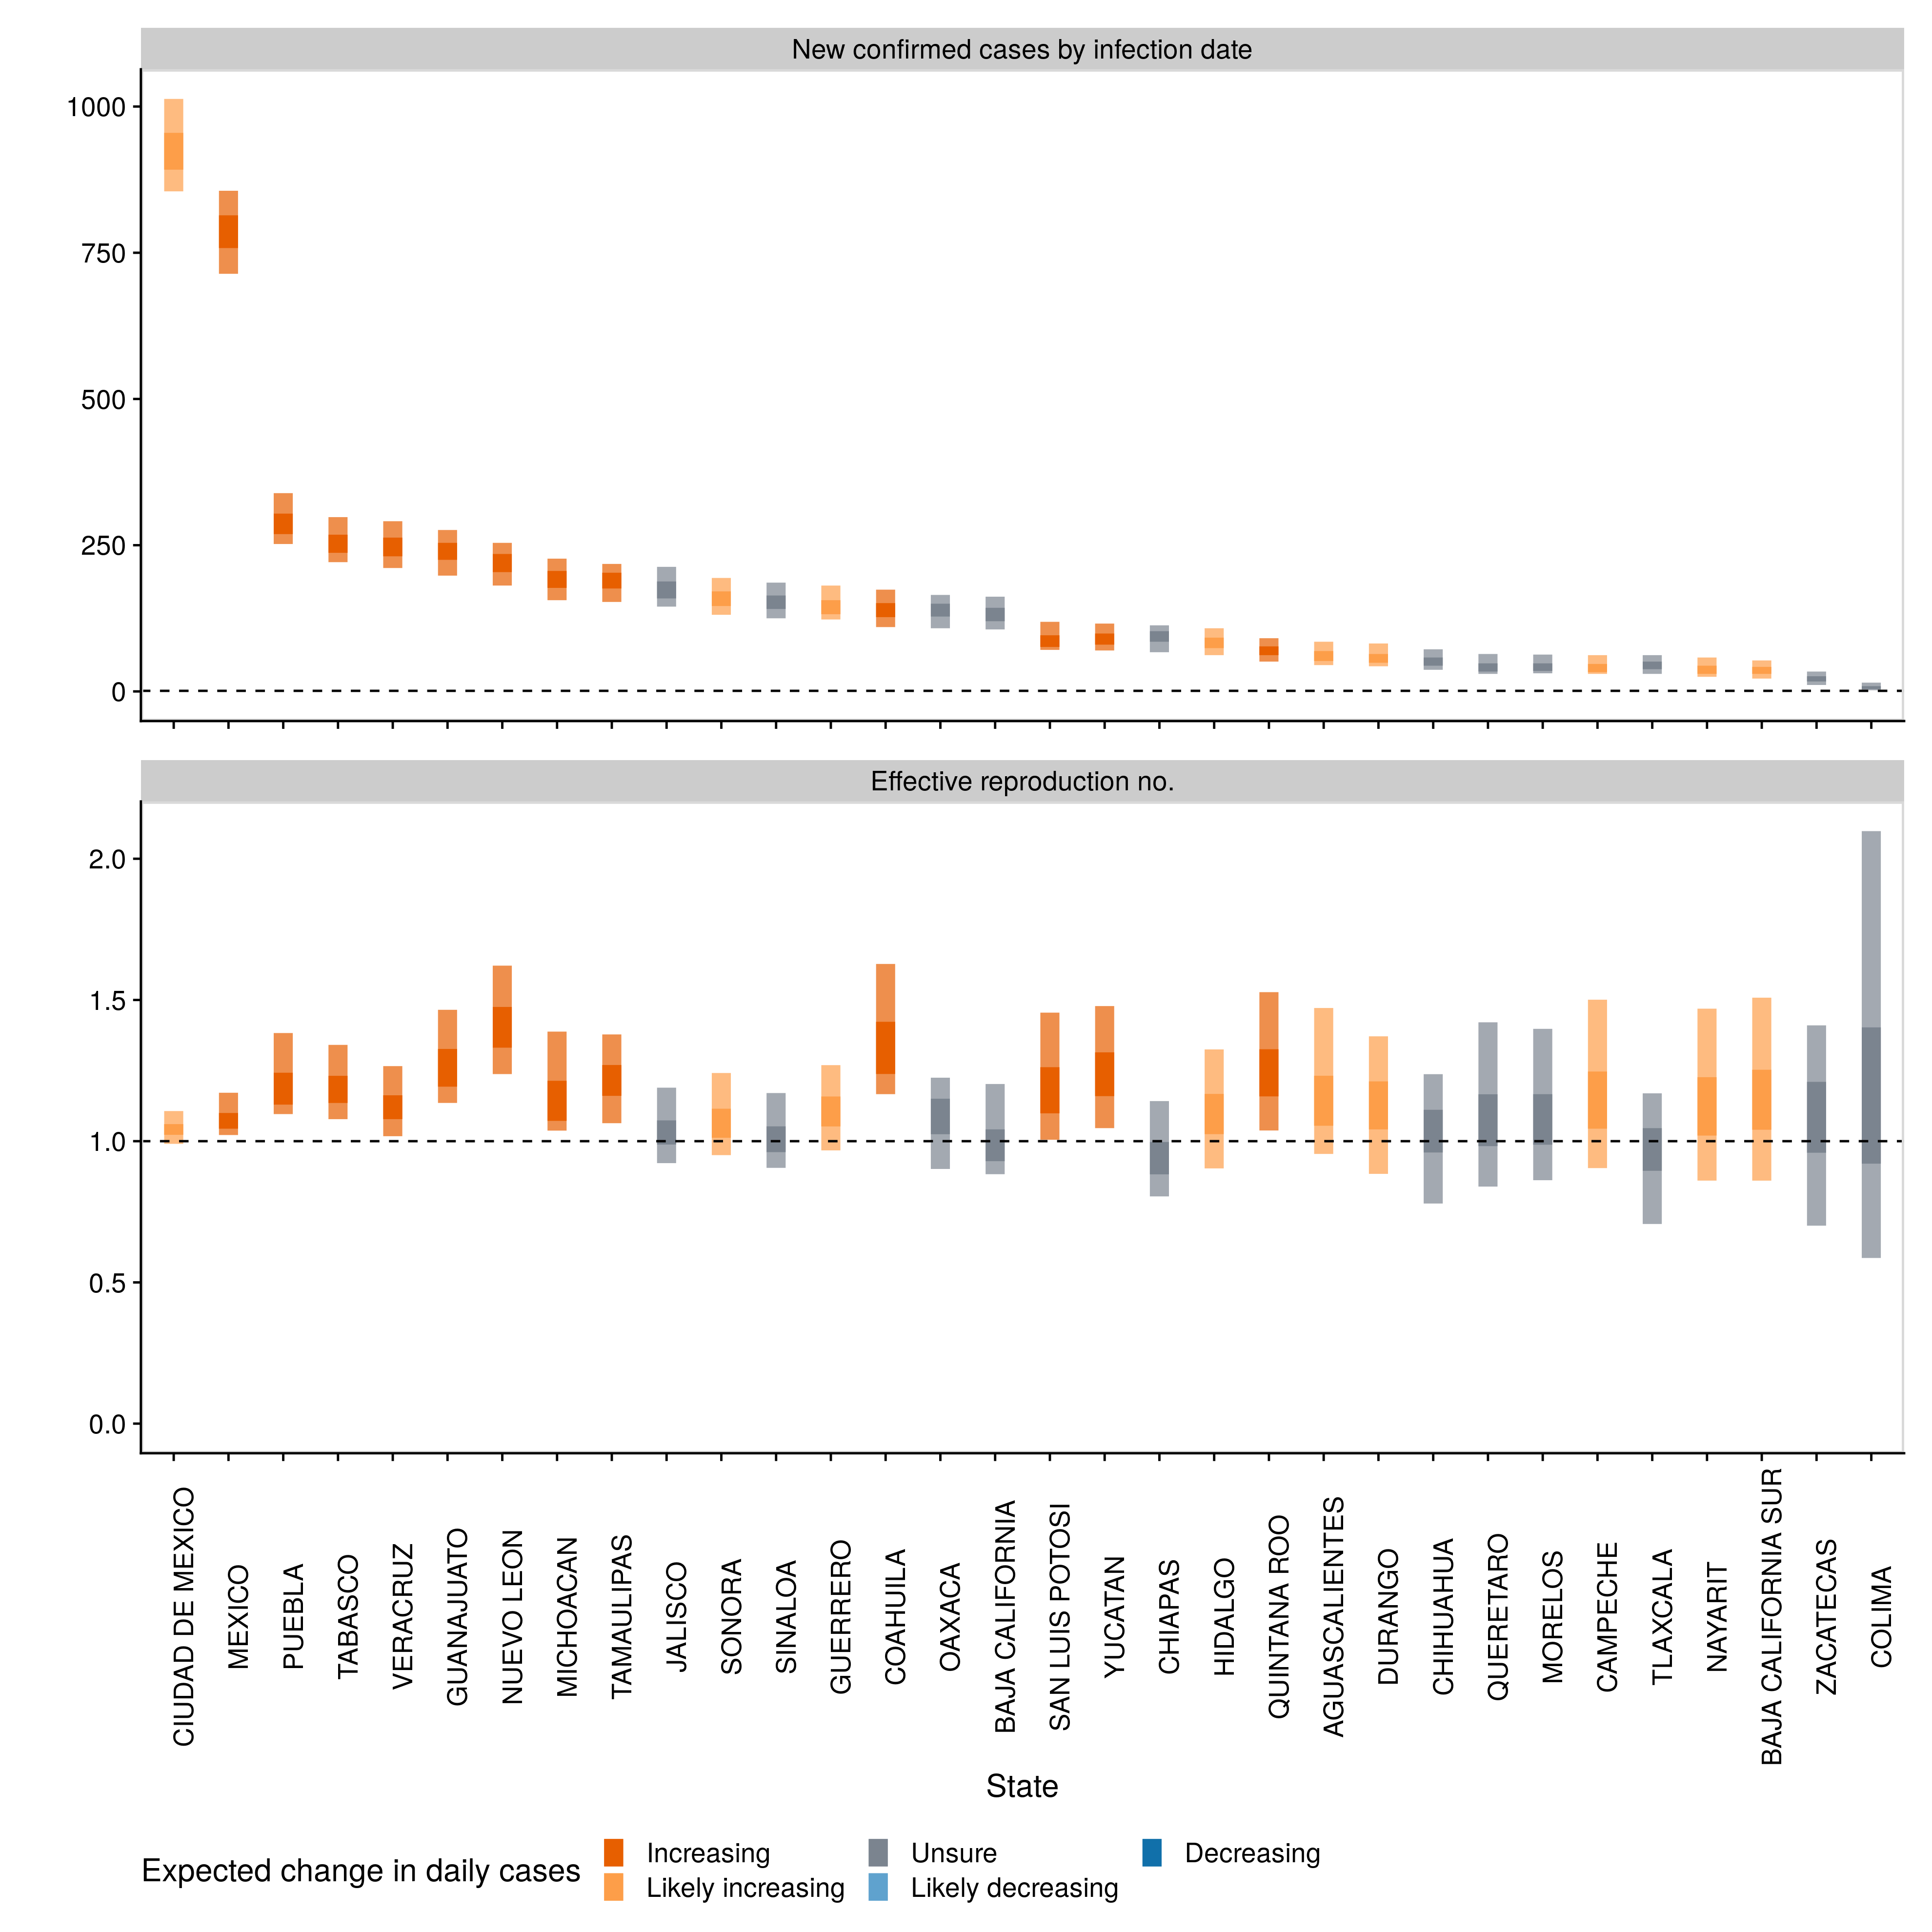 New confirmed cases by infection date
1000
750
500
250
0
Effective reproduction no.
2.0
1.5
1.0
0.5
0.0
CIUDAD DE MEXICO
MEXICO
PUEBLA
TABASCO
VERACRUZ
GUANAJUATO
NUEVO LEON
MICHOACAN
TAMAULIPAS
JALISCO
SONORA
SINALOA
GUERRERO
COAHUILA
OAXACA
BAJA CALIFORNIA
SAN LUIS POTOSI
YUCATAN
CHIAPAS
HIDALGO
QUINTANA ROO
AGUASCALIENTES
DURANGO
CHIHUAHUA
QUERETARO
MORELOS
CAMPECHE
TLAXCALA
NAYARIT
BAJA CALIFORNIA SUR
ZACATECAS
COLIMA
State
Expected change in daily cases
Increasing
Unsure
Decreasing
Likely increasing
Likely decreasing